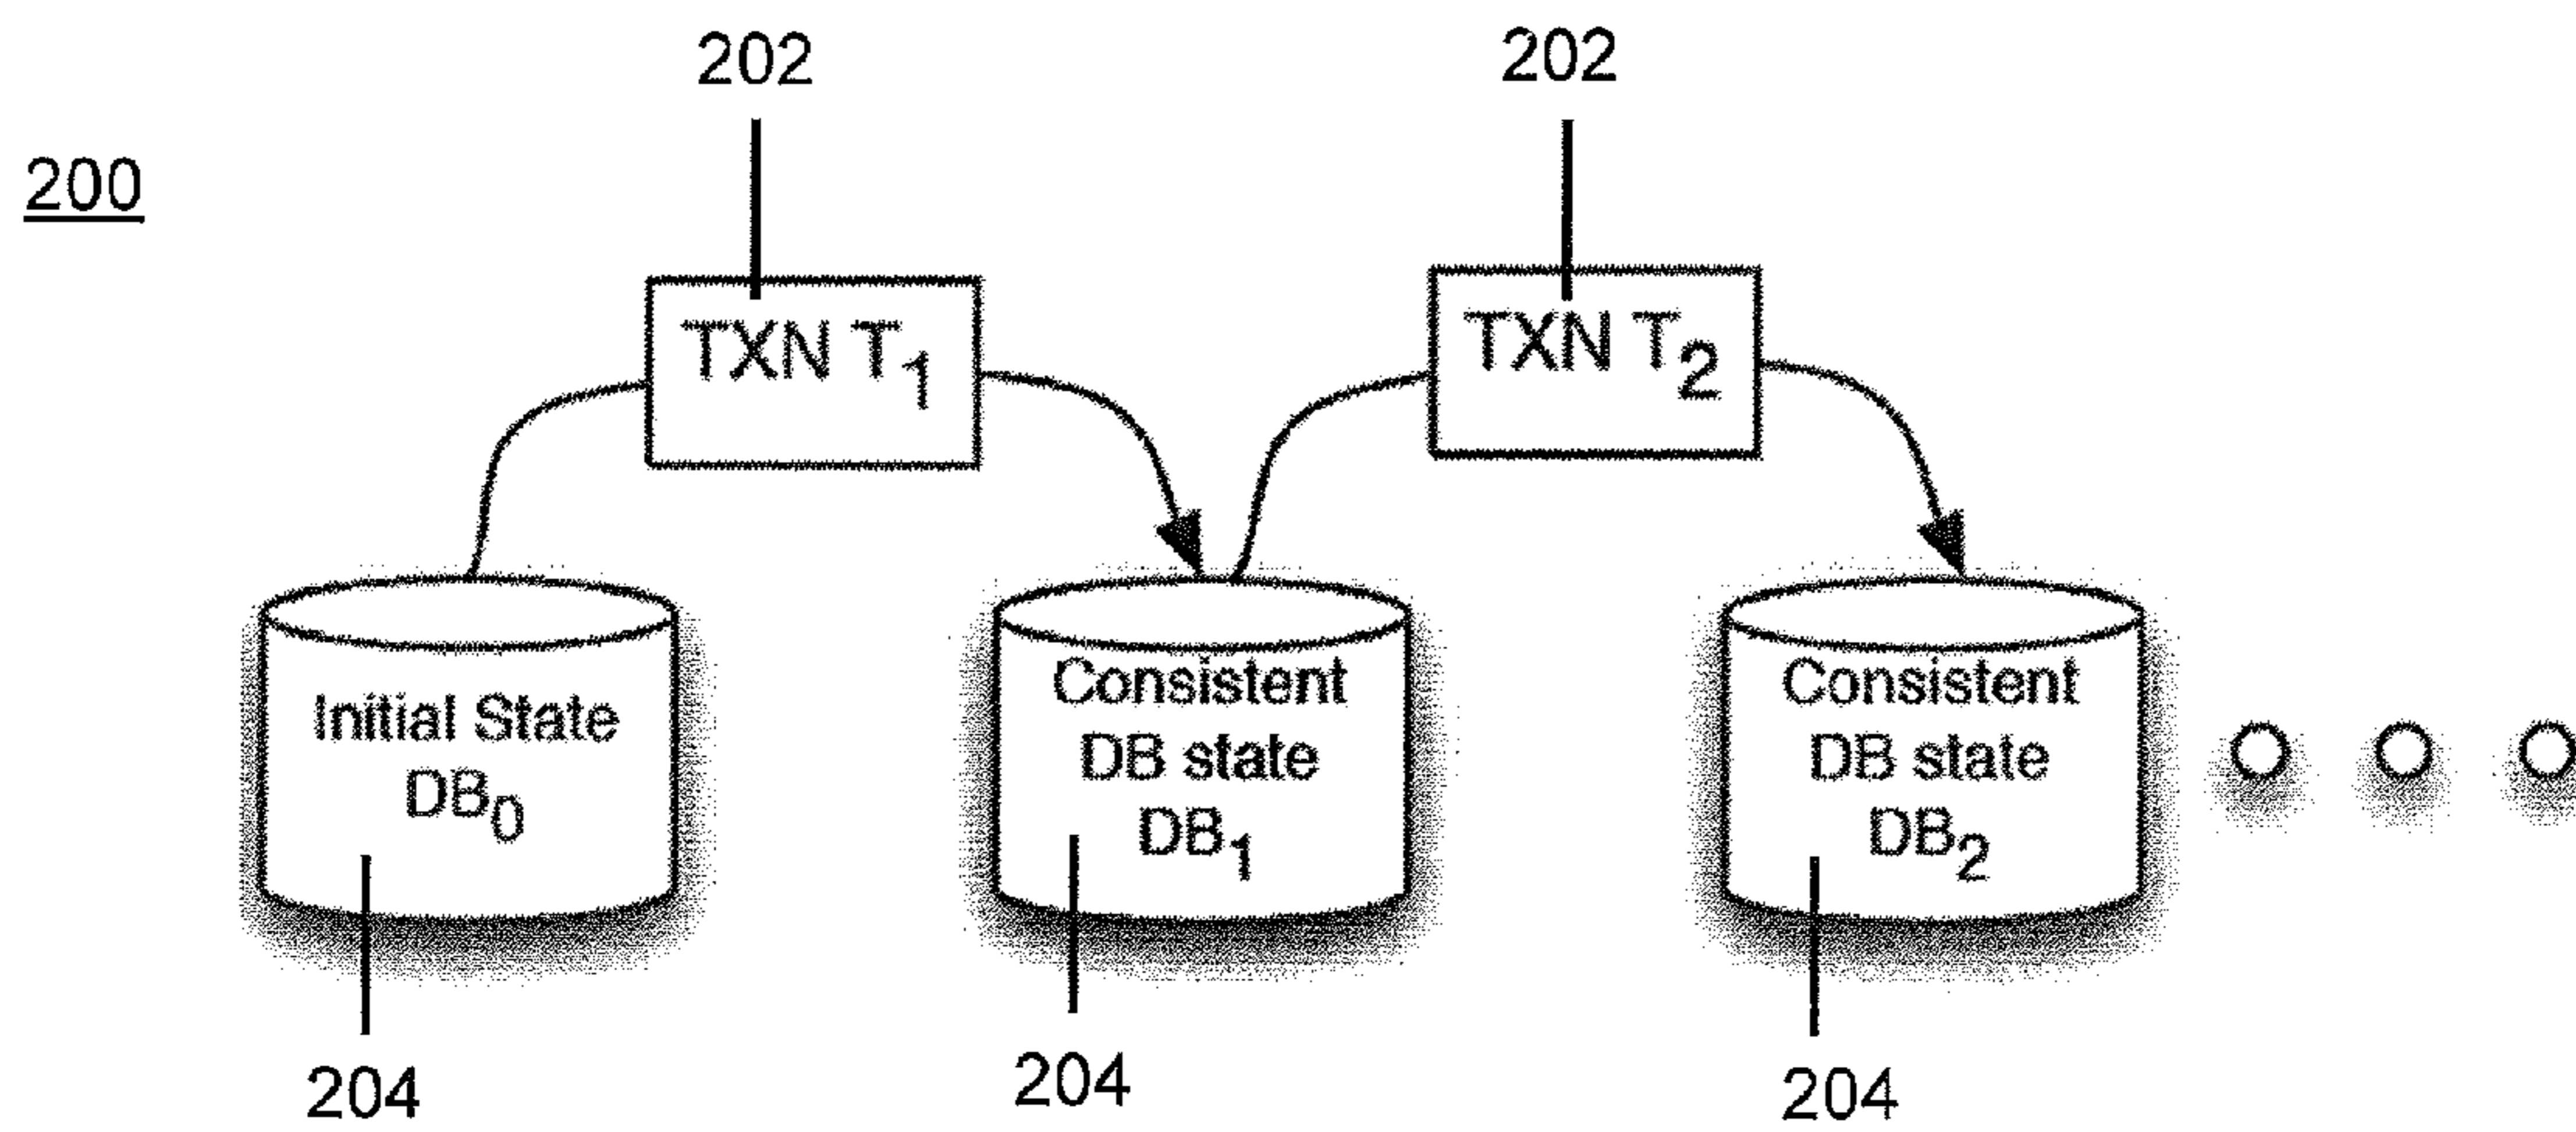 202
202
200
TXN T₁
TXN T₂
Initial State
DB₀
Consistent
DB state
DB₁
Consistent
DB state
DB₂
204
204
204